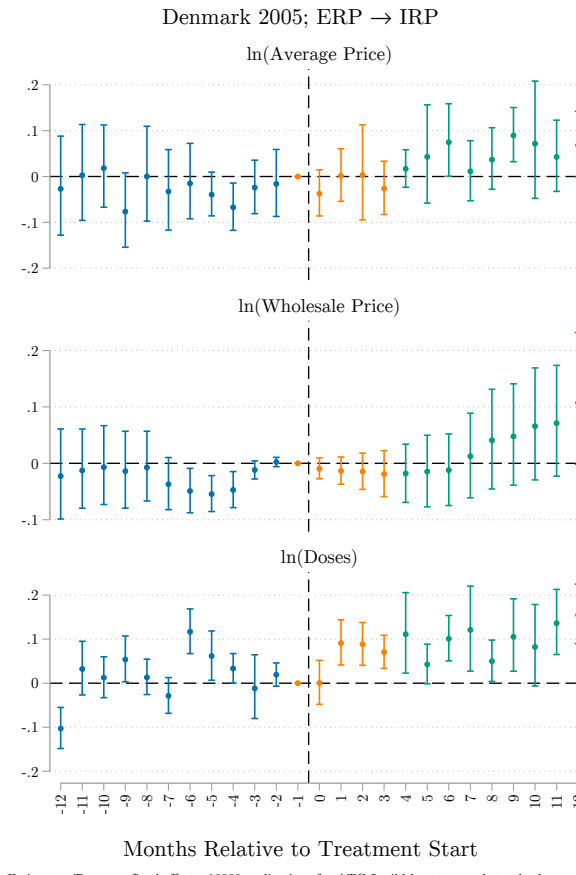 Denmark 2005; ERP → IRP
ln(Average Price)
.2
.1
0
-.1
-.2
ln(Wholesale Price)
.2
.1
0
-.1
ln(Doses)
.2
.1
0
-.1
-.2
-12 -11 -10 -9 -8 -7 -6 -5 -4 -3 -2 -1 0 1 2 3 4 5 6 7 8 9 10 11
Months Relative to Treatment Start